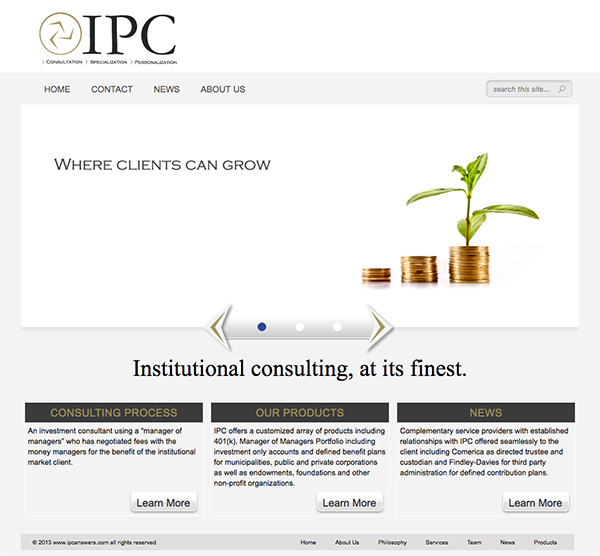 IPC
Consultation Specialization Personalization
HOME CONTACT NEWS ABOUT US search this site...
Where clients can grow
Institutional consulting, at its finest.
CONSULTING PROCESS
An investment consultant using a "manager of
managers" who has negotiated fees with the
money managers for the benefit of the institutional
market client.
Learn More
OUR PRODUCTS
IPC offers a customized array of products including
401(k), Manager of Managers Portfolio including
investment only accounts and defined benefit plans
for municipalities, public and private corporations
as well as endowments, foundations and other
non-profit organizations.
Learn More
NEWS
Complementary service providers with established
relationships with IPC offered seamlessly to the
client including Comerica as directed trustee and
custodian and Findley-Davies for third party
administration for defined contribution plans.
Learn More
© 2013 www.ipcanswers.com all rights reserved Home About Us Philosophy Services Team News Products